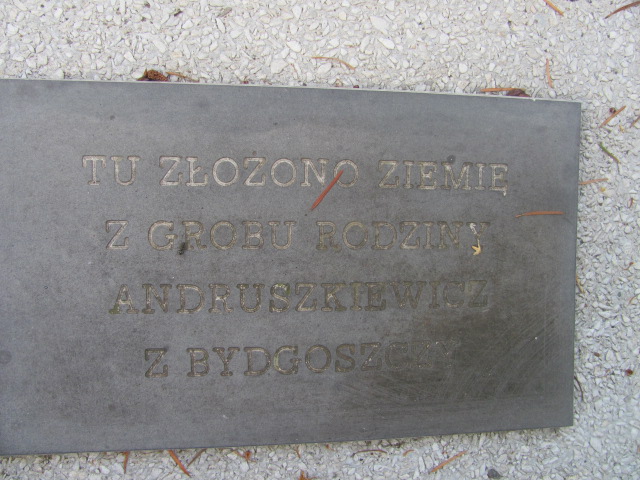 TU ZŁOŻONO ZIEMIĘ
Z GROBU RODZINY
ANDRUSZKIEWICZ
Z BYDGOSZCZY